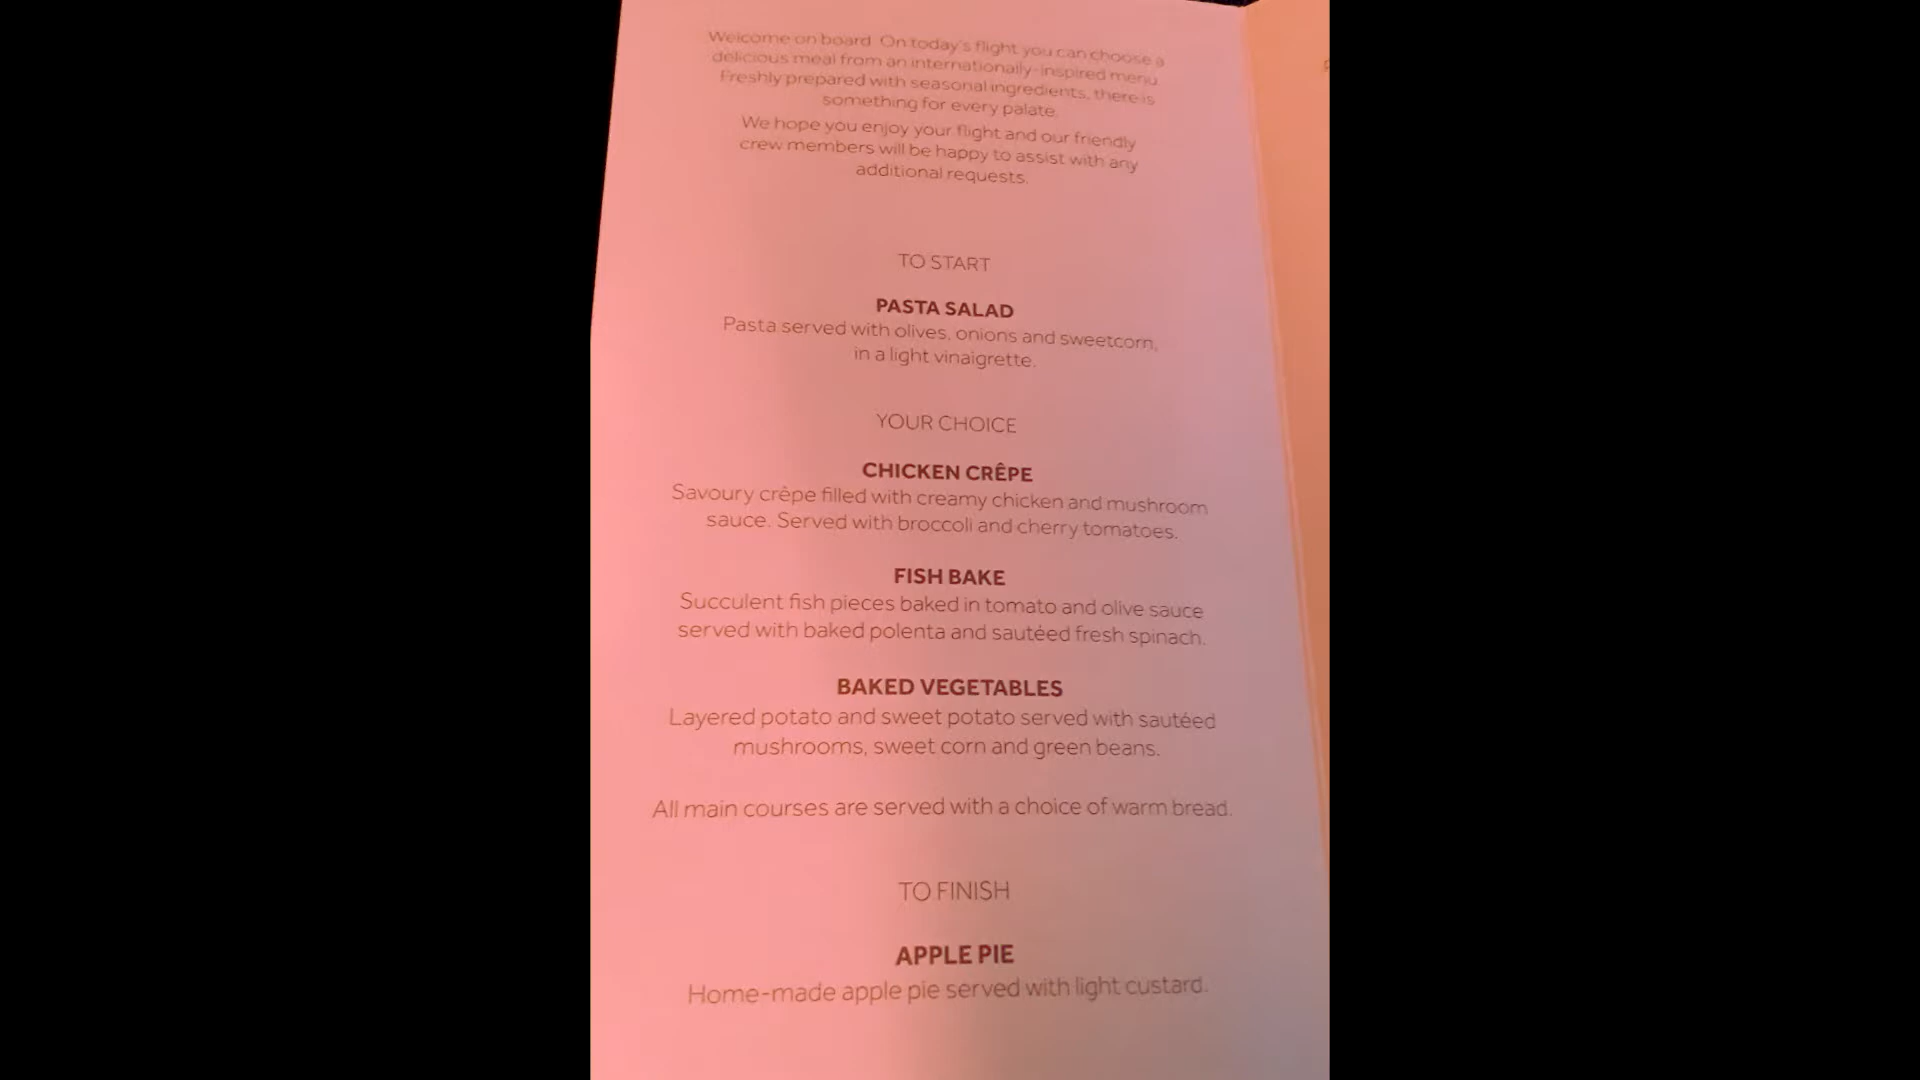 Welcome on board. On today's flight you can choose a
delicious meal from an internationally-inspired menu.
Freshly prepared with seasonal ingredients, there is
something for every palate.
We hope you enjoy your flight and our friendly
crew members will be happy to assist with any
additional requests.
TO START
PASTA SALAD
Pasta served with olives, onions and sweetcorn,
in a light vinaigrette.
YOUR CHOICE
CHICKEN CRÊPE
Savoury crêpe filled with creamy chicken and mushroom
sauce. Served with broccoli and cherry tomatoes.
FISH BAKE
Succulent fish pieces baked in tomato and olive sauce
served with baked polenta and sautéed fresh spinach.
BAKED VEGETABLES
Layered potato and sweet potato served with sautéed
mushrooms, sweet corn and green beans.
All main courses are served with a choice of warm bread.
TO FINISH
APPLE PIE
Home-made apple pie served with light custard.